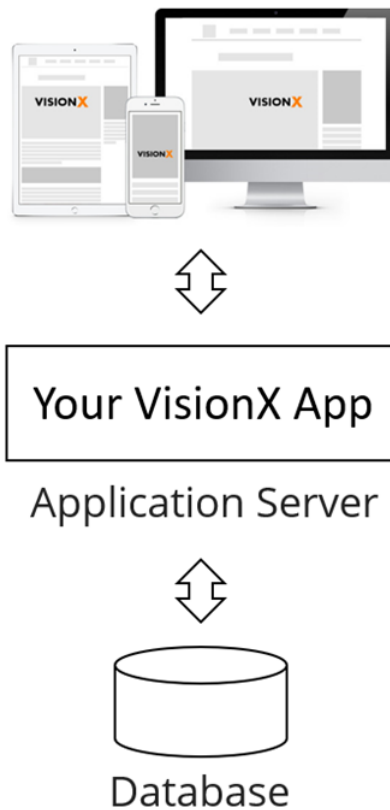 VISIONX
VISIONX
VISIONX
Your VisionX App
Application Server
Database